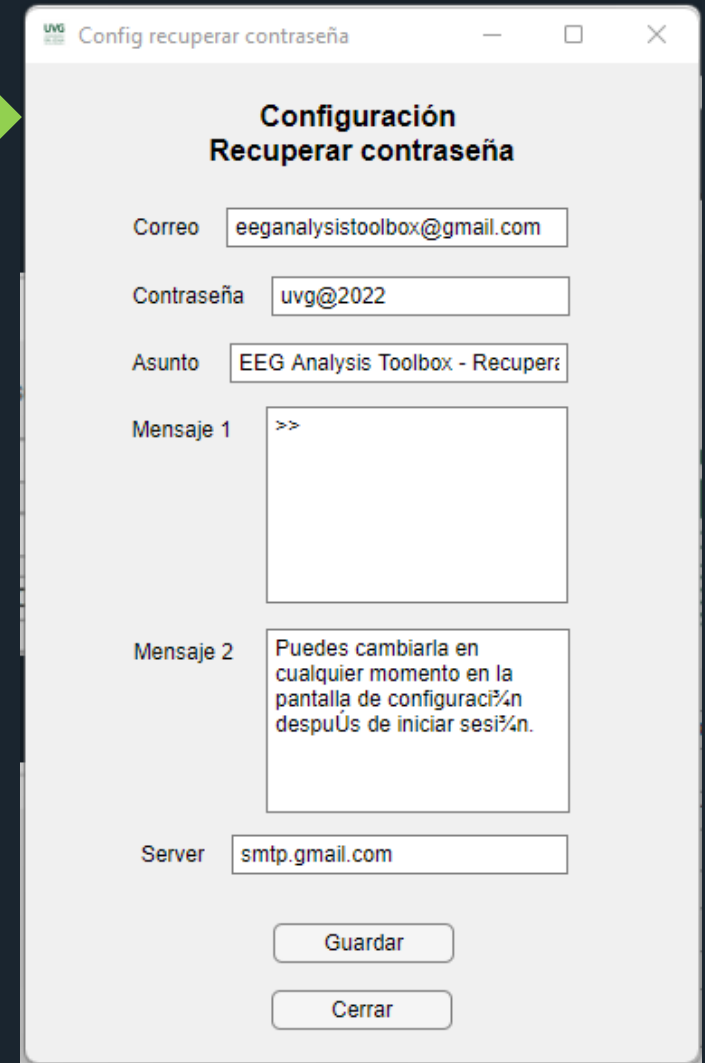 UVG
Config recuperar contraseña
Configuración
Recuperar contraseña
Correo eeganalysistoolbox@gmail.com
Contraseña uvg@2022
Asunto EEG Analysis Toolbox - Recupera
Mensaje 1 >>
Mensaje 2 Puedes cambiarla en
cualquier momento en la
pantalla de configuraci¾n
despuÚs de iniciar sesi¾n.
Server smtp.gmail.com
Guardar
Cerrar